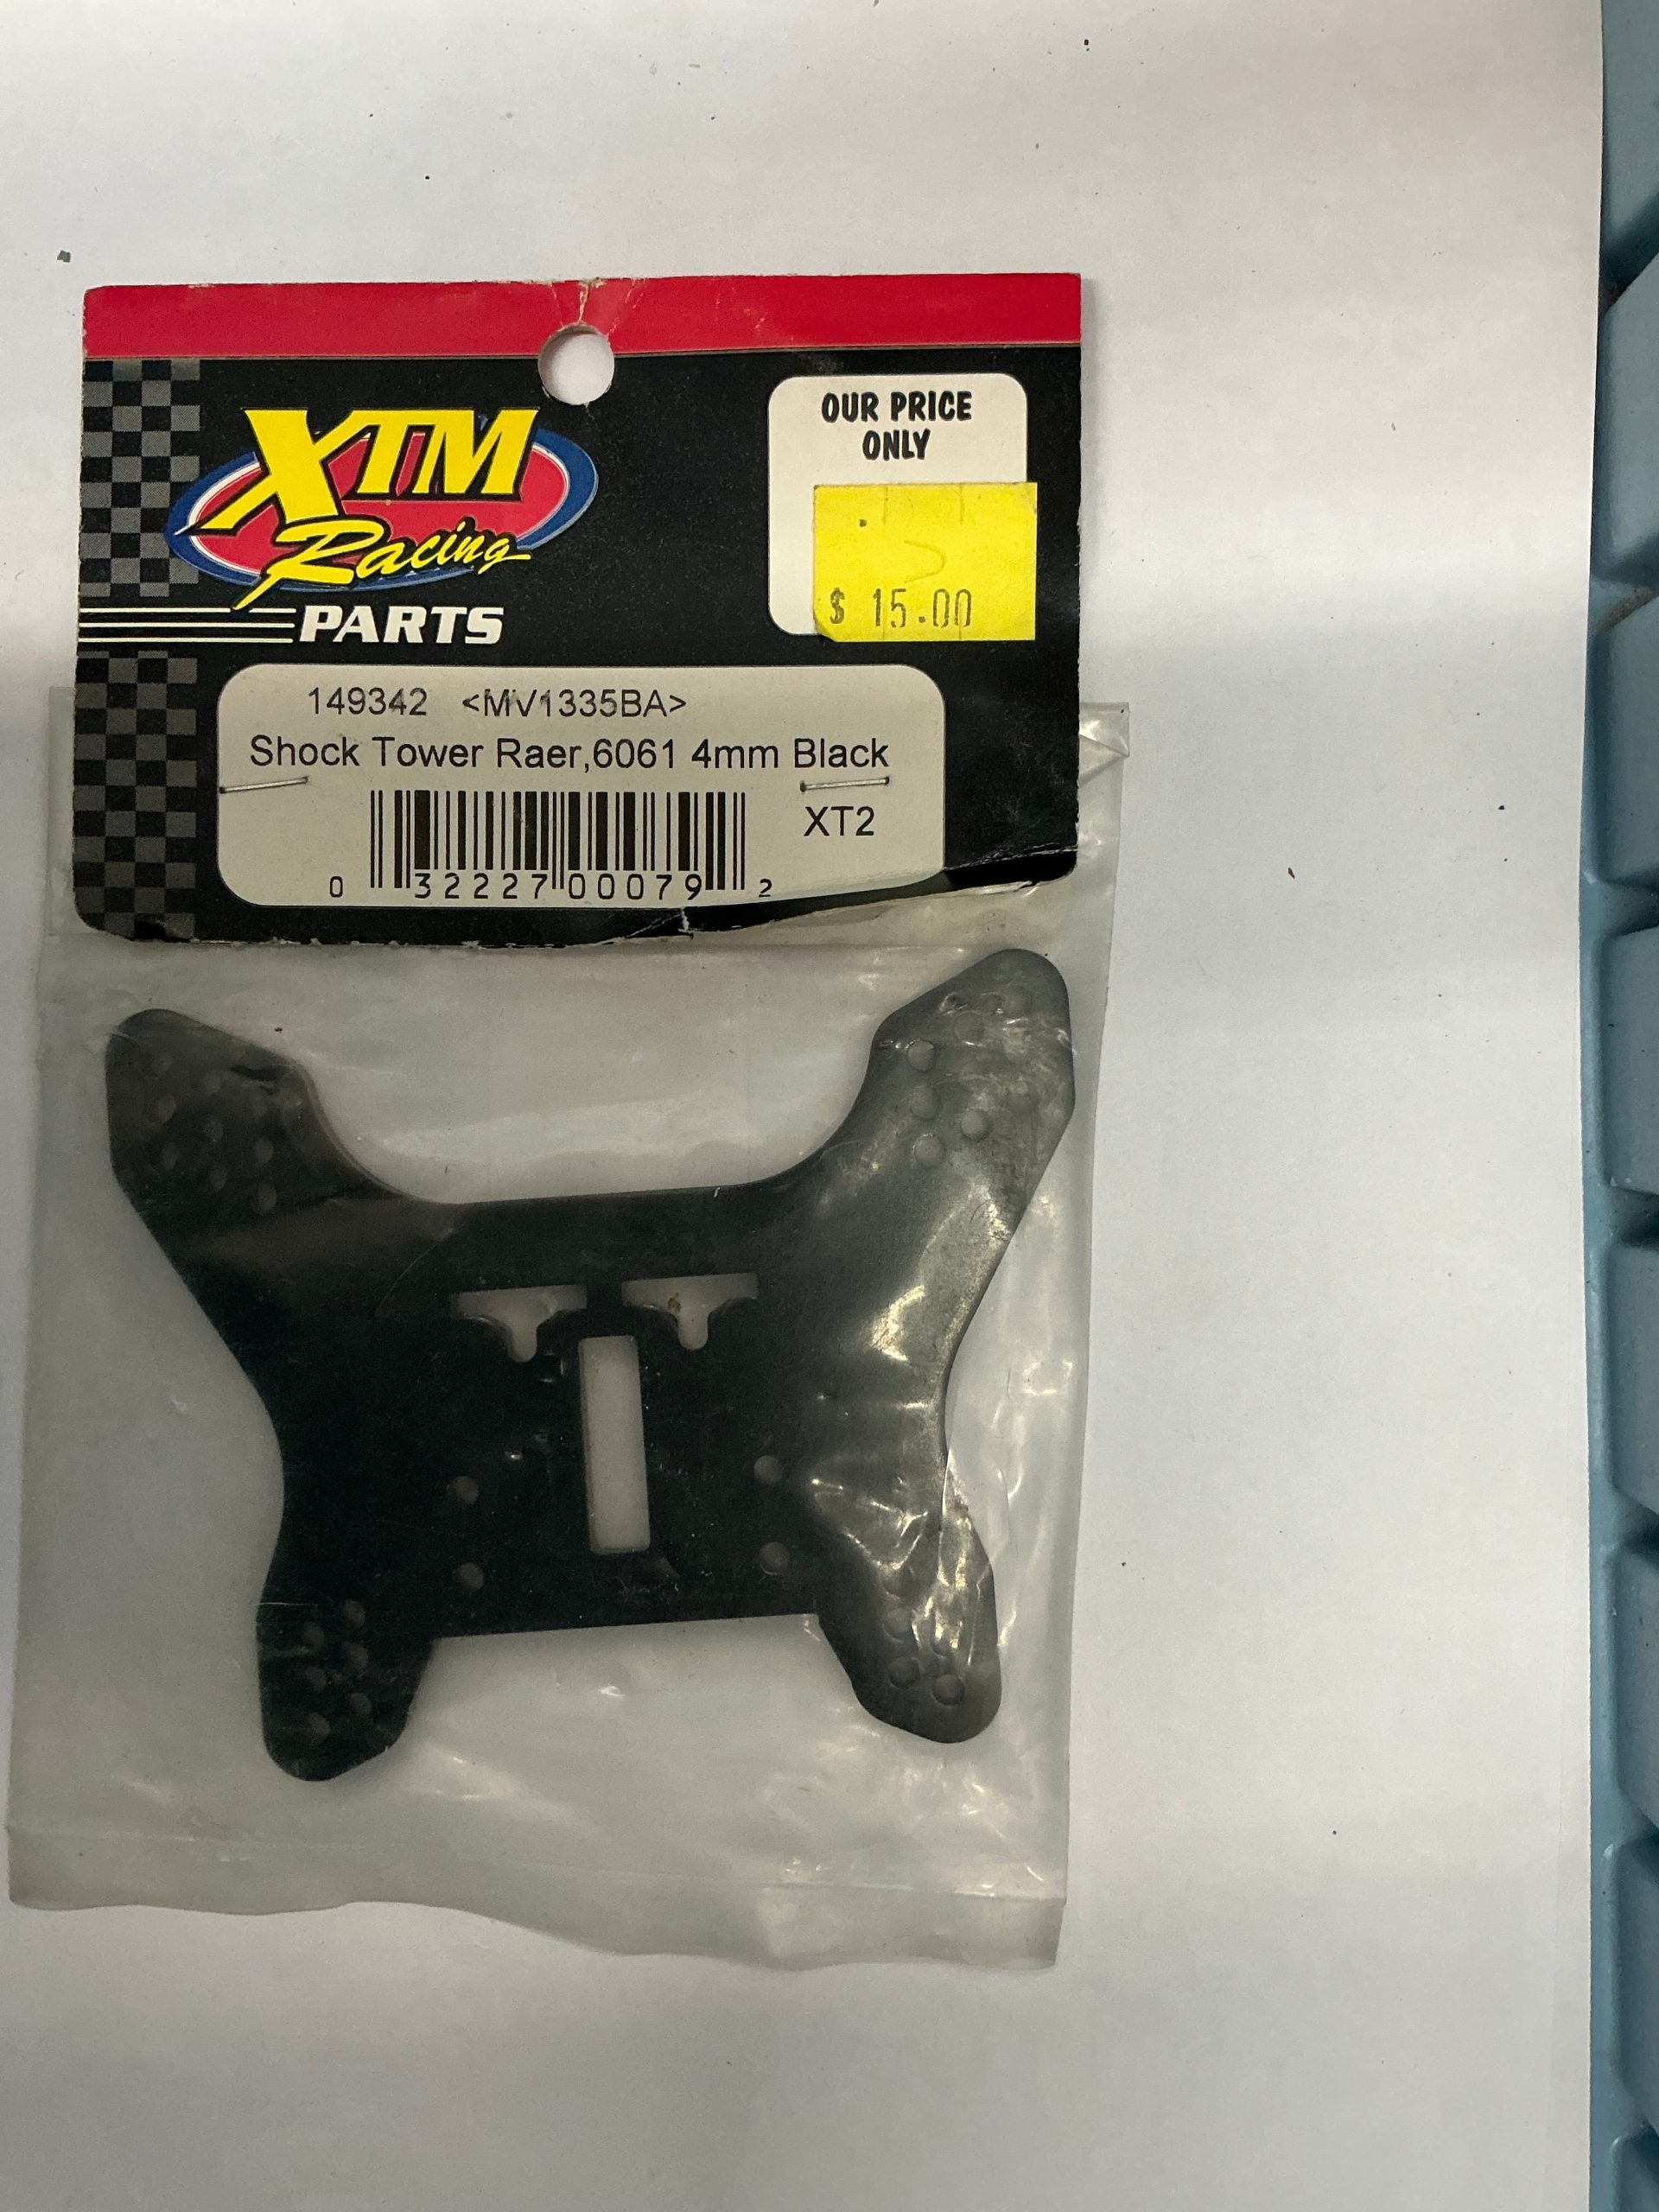 XTM
Racing
PARTS
OUR PRICE
ONLY
$ 15.00
149342 <MV1335BA>
Shock Tower Raer,6061 4mm Black
XT2
0 32227 00079 2